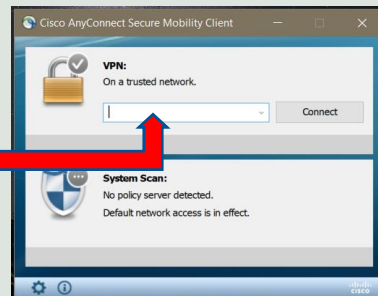 Cisco AnyConnect Secure Mobility Client
VPN:
On a trusted network.
Connect
System Scan:
No policy server detected.
Default network access is in effect.
CISCO